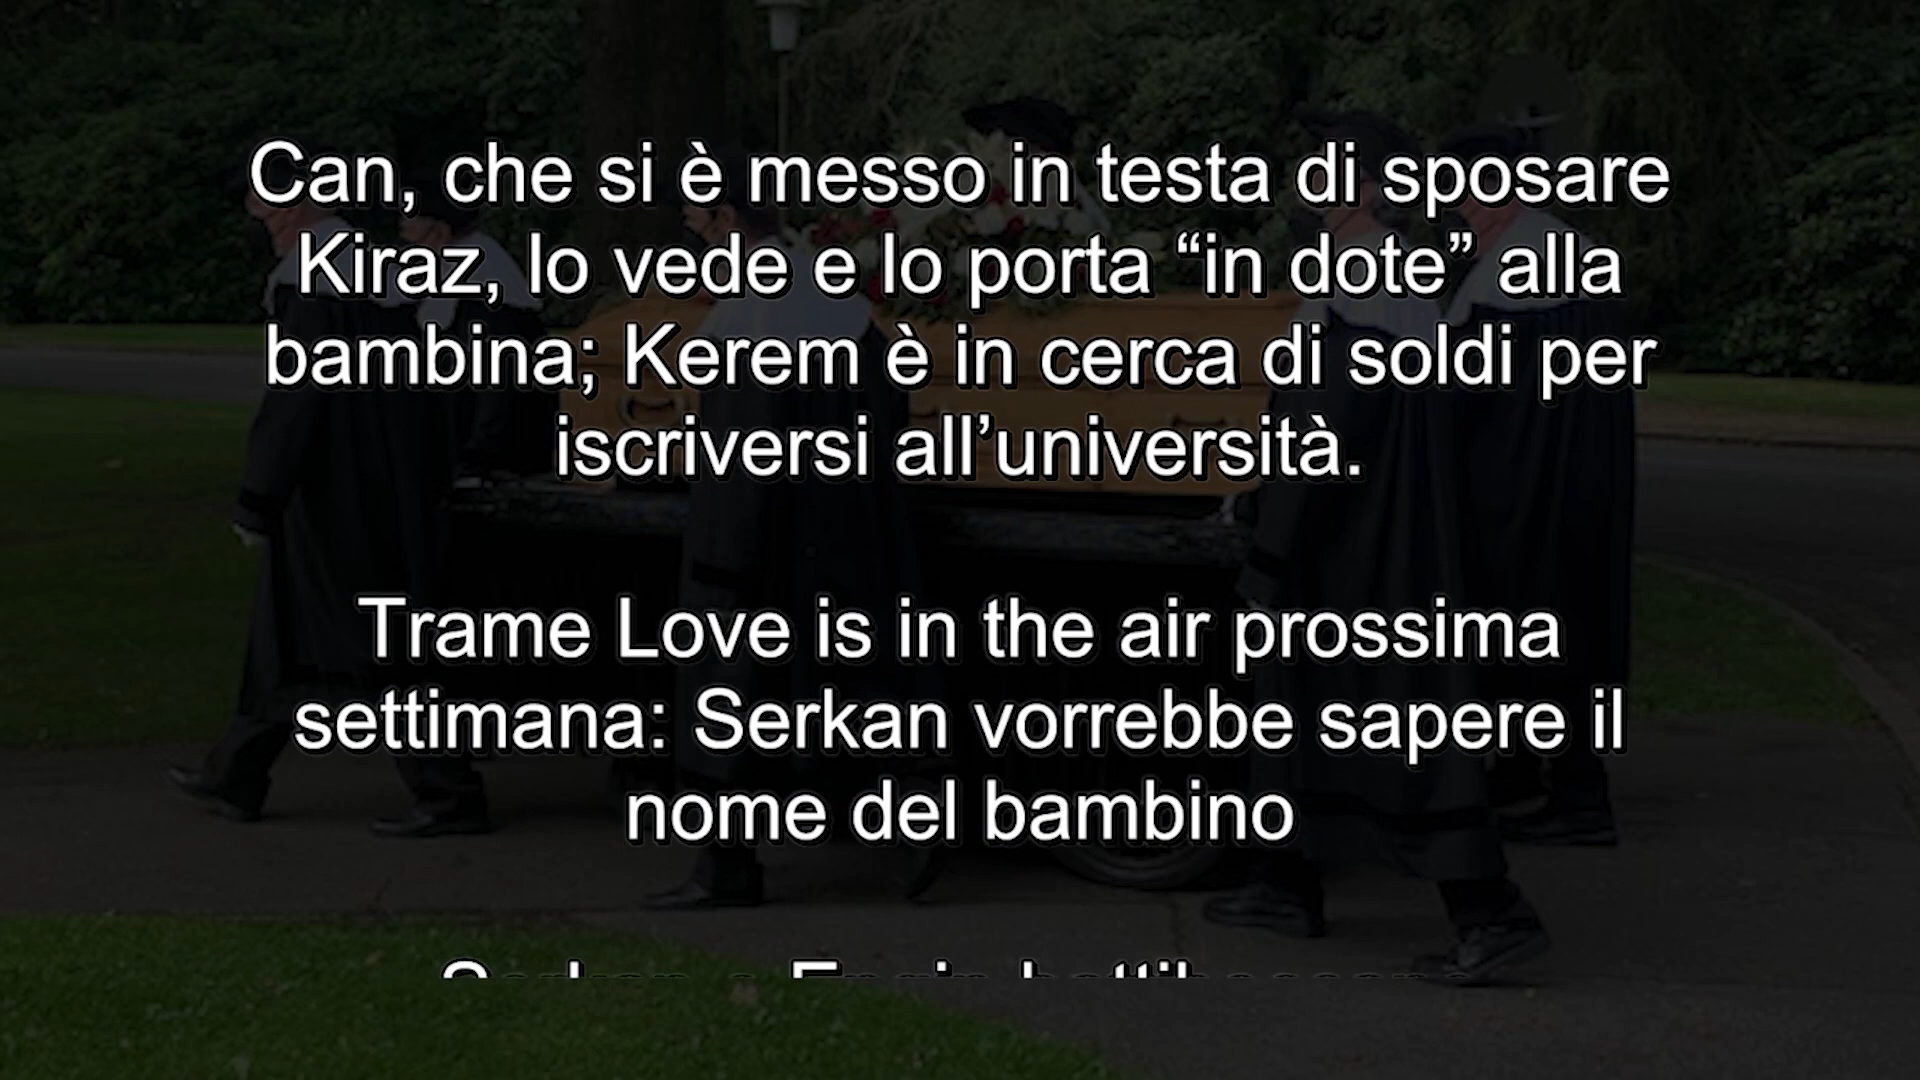 Can, che si è messo in testa di sposare
Kiraz, lo vede e lo porta “in dote” alla
bambina; Kerem è in cerca di soldi per
iscriversi all’università.
Trame Love is in the air prossima
settimana: Serkan vorrebbe sapere il
nome del bambino
Serkan e Engin